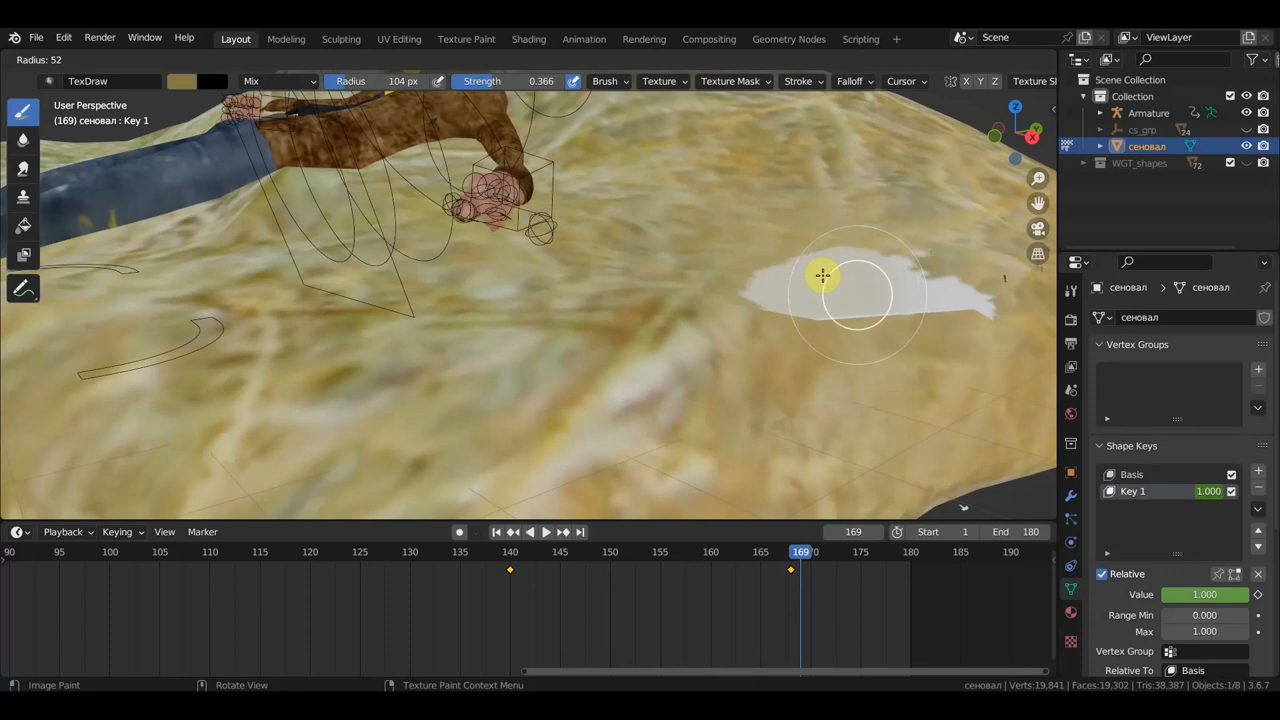 File Edit Render Window Help Layout Modeling Sculpting UV Editing Texture Paint Shading Animation Rendering Compositing Geometry Nodes Scripting + Scene ViewLayer
Radius: 52
TexDraw Mix Radius 104 px Strength 0.366 Brush Texture Texture Mask Stroke Falloff Cursor X Y Z Texture Sl
Scene Collection
User Perspective
(169) сеновал : Key 1
Collection
Armature
cs_grp 24
сеновал
WGT_shapes 72
Z
X
Y
сеновал > сеновал
сеновал
Vertex Groups
Shape Keys
Basis
Key 1 1.000
Playback Keying View Marker 169 Start 1 End 180
90 95 100 105 110 115 120 125 130 135 140 145 150 155 160 165 169 70 175 180 185 190
Relative
Value 1.000
Range Min 0.000
Max 1.000
Vertex Group
Relative To Basis
Image Paint Rotate View Texture Paint Context Menu сеновал | Verts:19,841 | Faces:19,302 | Tris:38,387 | Objects:1/8 | 3.6.7